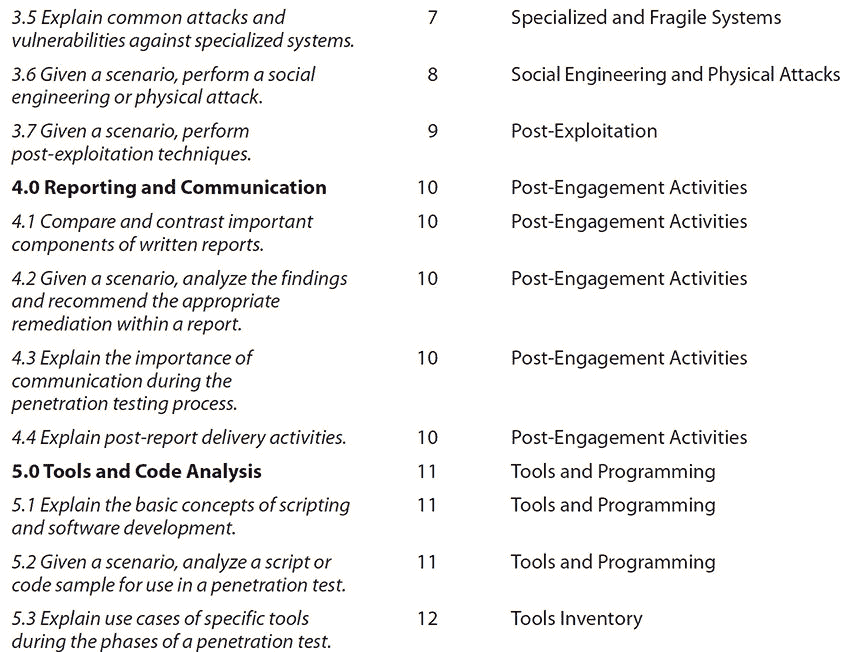 3.5 Explain common attacks and 7 Specialized and Fragile Systems
vulnerabilities against specialized systems.
3.6 Given a scenario, perform a social 8 Social Engineering and Physical Attacks
engineering or physical attack.
3.7 Given a scenario, perform 9 Post-Exploitation
post-exploitation techniques.
4.0 Reporting and Communication 10 Post-Engagement Activities
4.1 Compare and contrast important 10 Post-Engagement Activities
components of written reports.
4.2 Given a scenario, analyze the findings 10 Post-Engagement Activities
and recommend the appropriate
remediation within a report.
4.3 Explain the importance of 10 Post-Engagement Activities
communication during the
penetration testing process.
4.4 Explain post-report delivery activities. 10 Post-Engagement Activities
5.0 Tools and Code Analysis 11 Tools and Programming
5.1 Explain the basic concepts of scripting 11 Tools and Programming
and software development.
5.2 Given a scenario, analyze a script or 11 Tools and Programming
code sample for use in a penetration test.
5.3 Explain use cases of specific tools 12 Tools Inventory
during the phases of a penetration test.